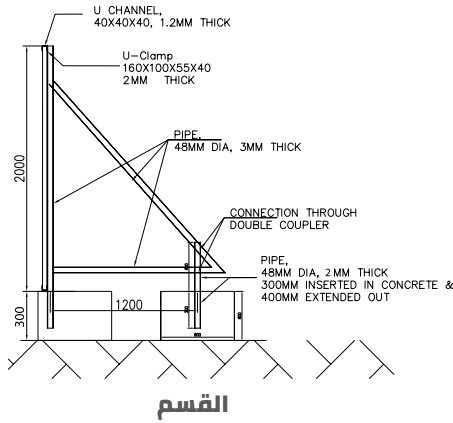 U CHANNEL,
40X40X40, 1.2MM THICK
U-Clamp
160X100X55X40
2MM THICK
PIPE,
48MM DIA, 3MM THICK
2000
CONNECTION THROUGH
DOUBLE COUPLER
PIPE,
48MM DIA, 2MM THICK
300MM INSERTED IN CONCRETE &
400MM EXTENDED OUT
1200
300
القسم